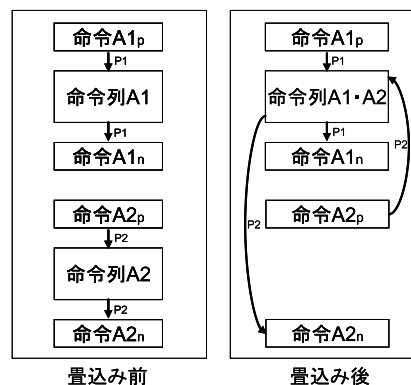 命令A1p
P1
命令列A1
P1
命令A1n
命令A2p
P2
命令列A2
P2
命令A2n
畳込み前
命令A1p
P1
命令列A1・A2
P1
命令A1n
P2
命令A2p
P2
命令A2n
畳込み後